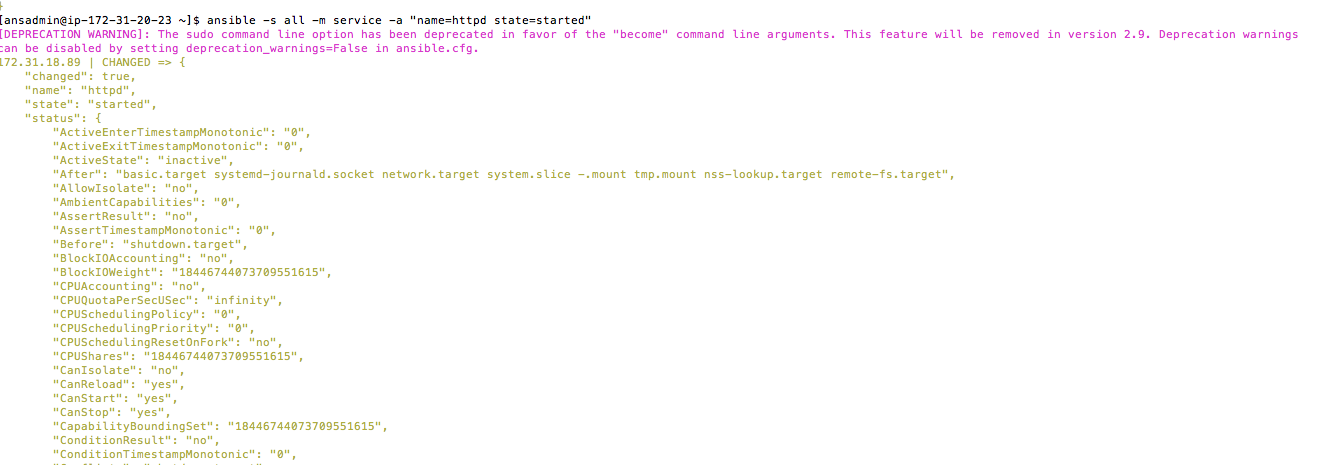 }
[ansadmin@ip-172-31-20-23 ~]$ ansible -s all -m service -a "name=httpd state=started"
[DEPRECATION WARNING]: The sudo command line option has been deprecated in favor of the "become" command line arguments. This feature will be removed in version 2.9. Deprecation warnings
can be disabled by setting deprecation_warnings=False in ansible.cfg.
172.31.18.89 | CHANGED => {
"changed": true,
"name": "httpd",
"state": "started",
"status": {
"ActiveEnterTimestampMonotonic": "0",
"ActiveExitTimestampMonotonic": "0",
"ActiveState": "inactive",
"After": "basic.target systemd-journald.socket network.target system.slice -.mount tmp.mount nss-lookup.target remote-fs.target",
"AllowIsolate": "no",
"AmbientCapabilities": "0",
"AssertResult": "no",
"AssertTimestampMonotonic": "0",
"Before": "shutdown.target",
"BlockIOAccounting": "no",
"BlockIOWeight": "18446744073709551615",
"CPUAccounting": "no",
"CPUQuotaPerSecUSec": "infinity",
"CPUSchedulingPolicy": "0",
"CPUSchedulingPriority": "0",
"CPUSchedulingResetOnFork": "no",
"CPUShares": "18446744073709551615",
"CanIsolate": "no",
"CanReload": "yes",
"CanStart": "yes",
"CanStop": "yes",
"CapabilityBoundingSet": "18446744073709551615",
"ConditionResult": "no",
"ConditionTimestampMonotonic": "0",